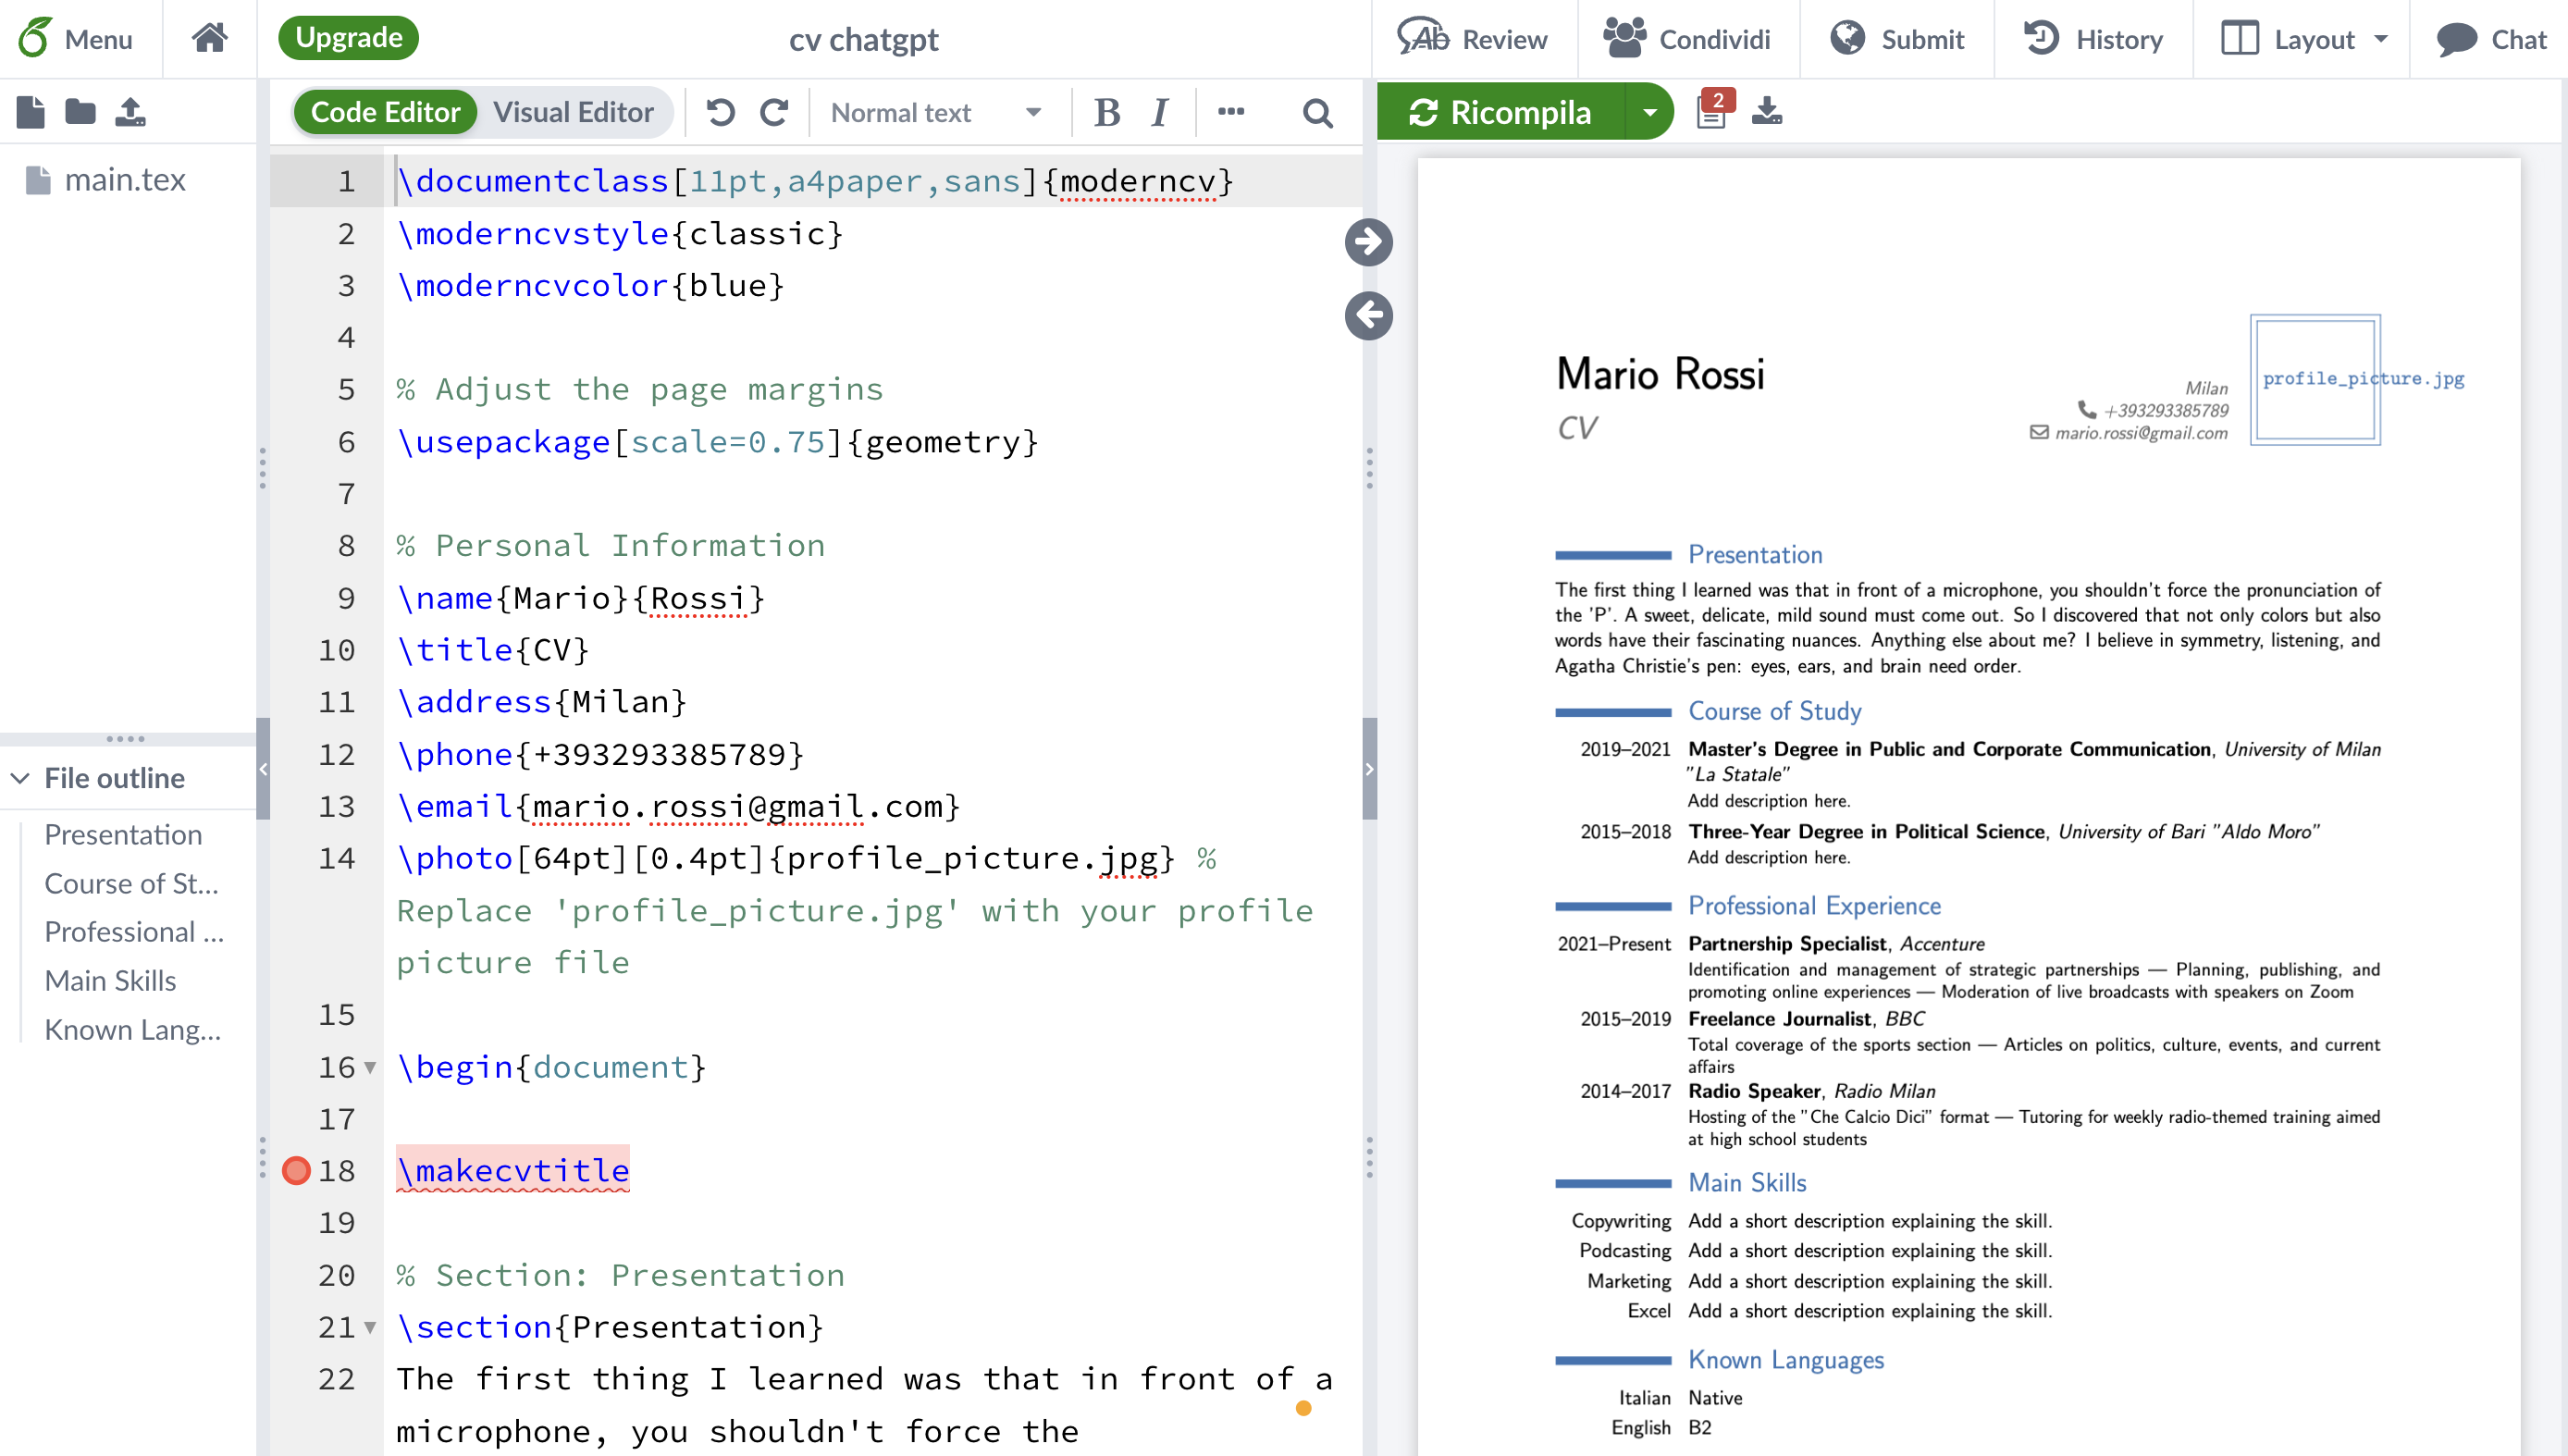 Menu
Upgrade
cv chatgpt
Review
Condividi
Submit
History
Layout
Chat
Code Editor
Visual Editor
Normal text
B I
Ricompila
2
main.tex
File outline
Presentation
Course of St...
Professional ...
Main Skills
Known Lang...
1 \documentclass[11pt,a4paper,sans]{moderncv}
2 \moderncvstyle{classic}
3 \moderncvcolor{blue}
4
5 % Adjust the page margins
6 \usepackage[scale=0.75]{geometry}
7
8 % Personal Information
9 \name{Mario}{Rossi}
10 \title{CV}
11 \address{Milan}
12 \phone{+393293385789}
13 \email{mario.rossi@gmail.com}
14 \photo[64pt][0.4pt]{profile_picture.jpg} %
Replace 'profile_picture.jpg' with your profile
picture file
15
16 \begin{document}
17
18 \makecvtitle
19
20 % Section: Presentation
21 \section{Presentation}
22 The first thing I learned was that in front of a
microphone, you shouldn't force the
Mario Rossi
CV
Milan
+393293385789
mario.rossi@gmail.com
profile_picture.jpg
Presentation
The first thing I learned was that in front of a microphone, you shouldn't force the pronunciation of
the 'P'. A sweet, delicate, mild sound must come out. So I discovered that not only colors but also
words have their fascinating nuances. Anything else about me? I believe in symmetry, listening, and
Agatha Christie's pen: eyes, ears, and brain need order.
Course of Study
2019–2021 Master's Degree in Public and Corporate Communication, University of Milan
"La Statale"
Add description here.
2015–2018 Three-Year Degree in Political Science, University of Bari "Aldo Moro"
Add description here.
Professional Experience
2021–Present Partnership Specialist, Accenture
Identification and management of strategic partnerships — Planning, publishing, and
promoting online experiences — Moderation of live broadcasts with speakers on Zoom
2015–2019 Freelance Journalist, BBC
Total coverage of the sports section — Articles on politics, culture, events, and current
affairs
2014–2017 Radio Speaker, Radio Milan
Hosting of the "Che Calcio Dici" format — Tutoring for weekly radio-themed training aimed
at high school students
Main Skills
Copywriting Add a short description explaining the skill.
Podcasting Add a short description explaining the skill.
Marketing Add a short description explaining the skill.
Excel Add a short description explaining the skill.
Known Languages
Italian Native
English B2